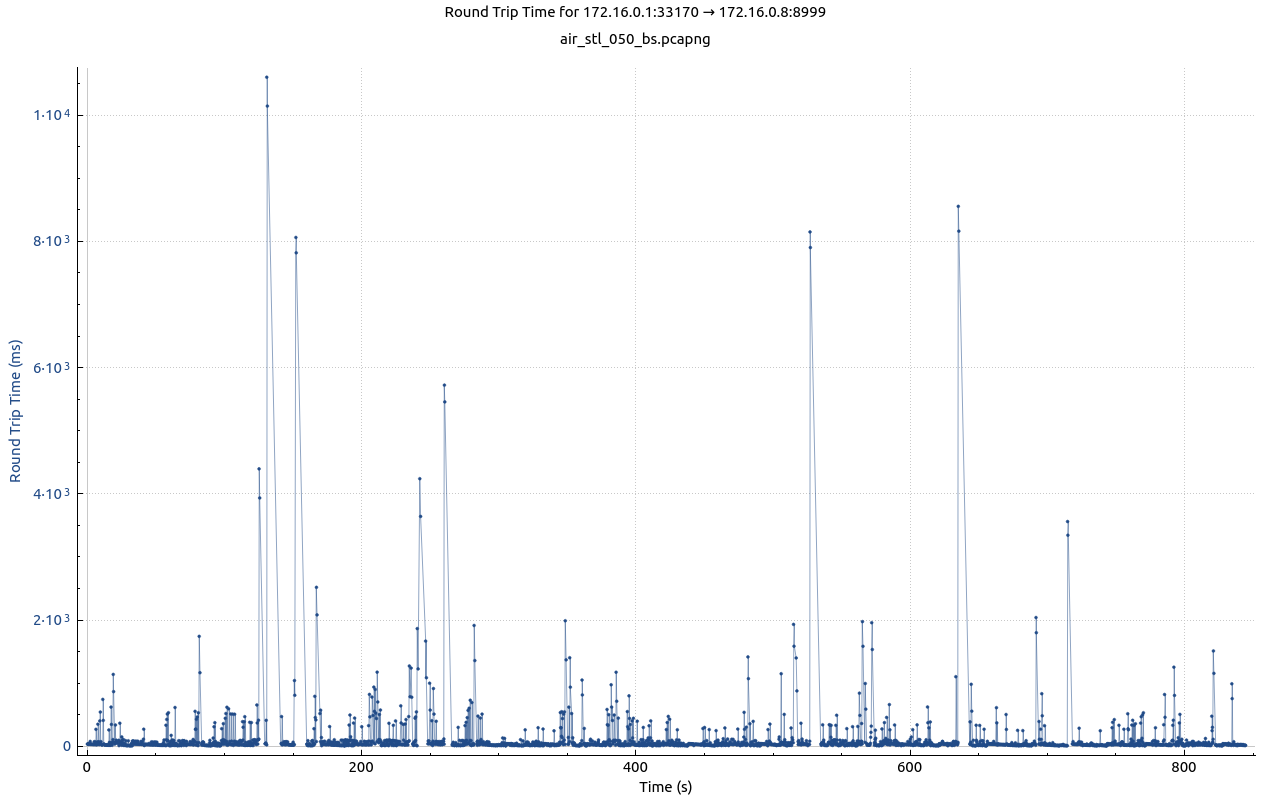 Round Trip Time for 172.16.0.1:33170 → 172.16.0.8:8999
air_stl_050_bs.pcapng
Round Trip Time (ms)
1·10⁴
8·10³
6·10³
4·10³
2·10³
0
0 200 400 600 800
Time (s)